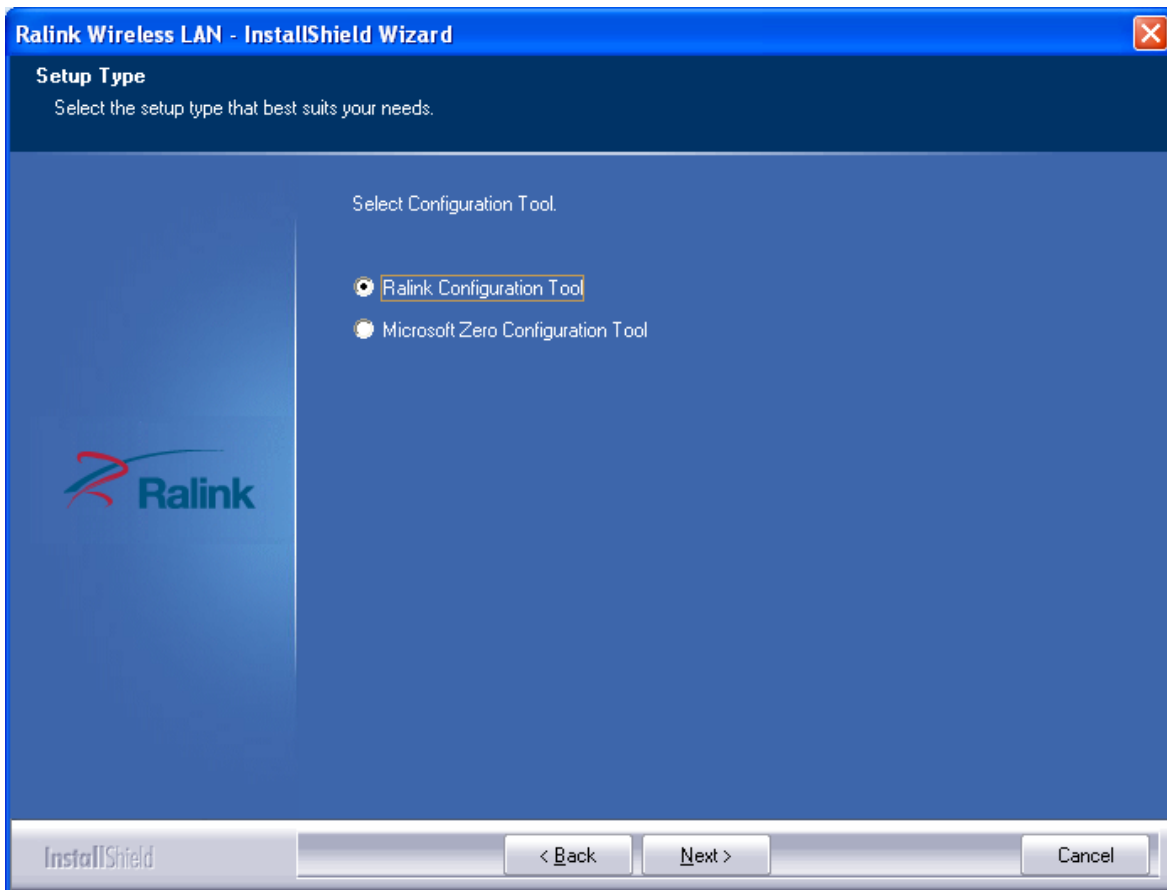 Ralink Wireless LAN - InstallShield Wizard
Setup Type
Select the setup type that best suits your needs.
Select Configuration Tool.
Ralink Configuration Tool
Microsoft Zero Configuration Tool
Ralink
InstallShield
< Back
Next >
Cancel